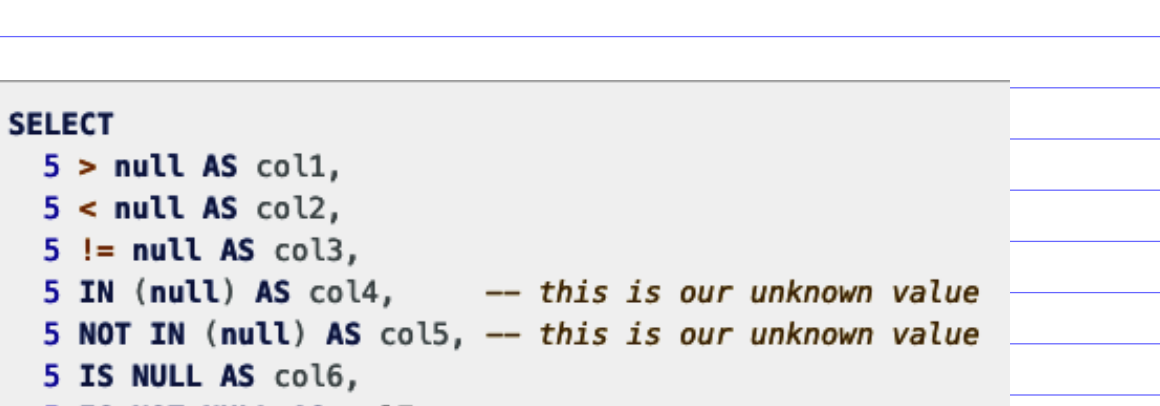 SELECT
5 > null AS col1,
5 < null AS col2,
5 != null AS col3,
5 IN (null) AS col4, -- this is our unknown value
5 NOT IN (null) AS col5, -- this is our unknown value
5 IS NULL AS col6,